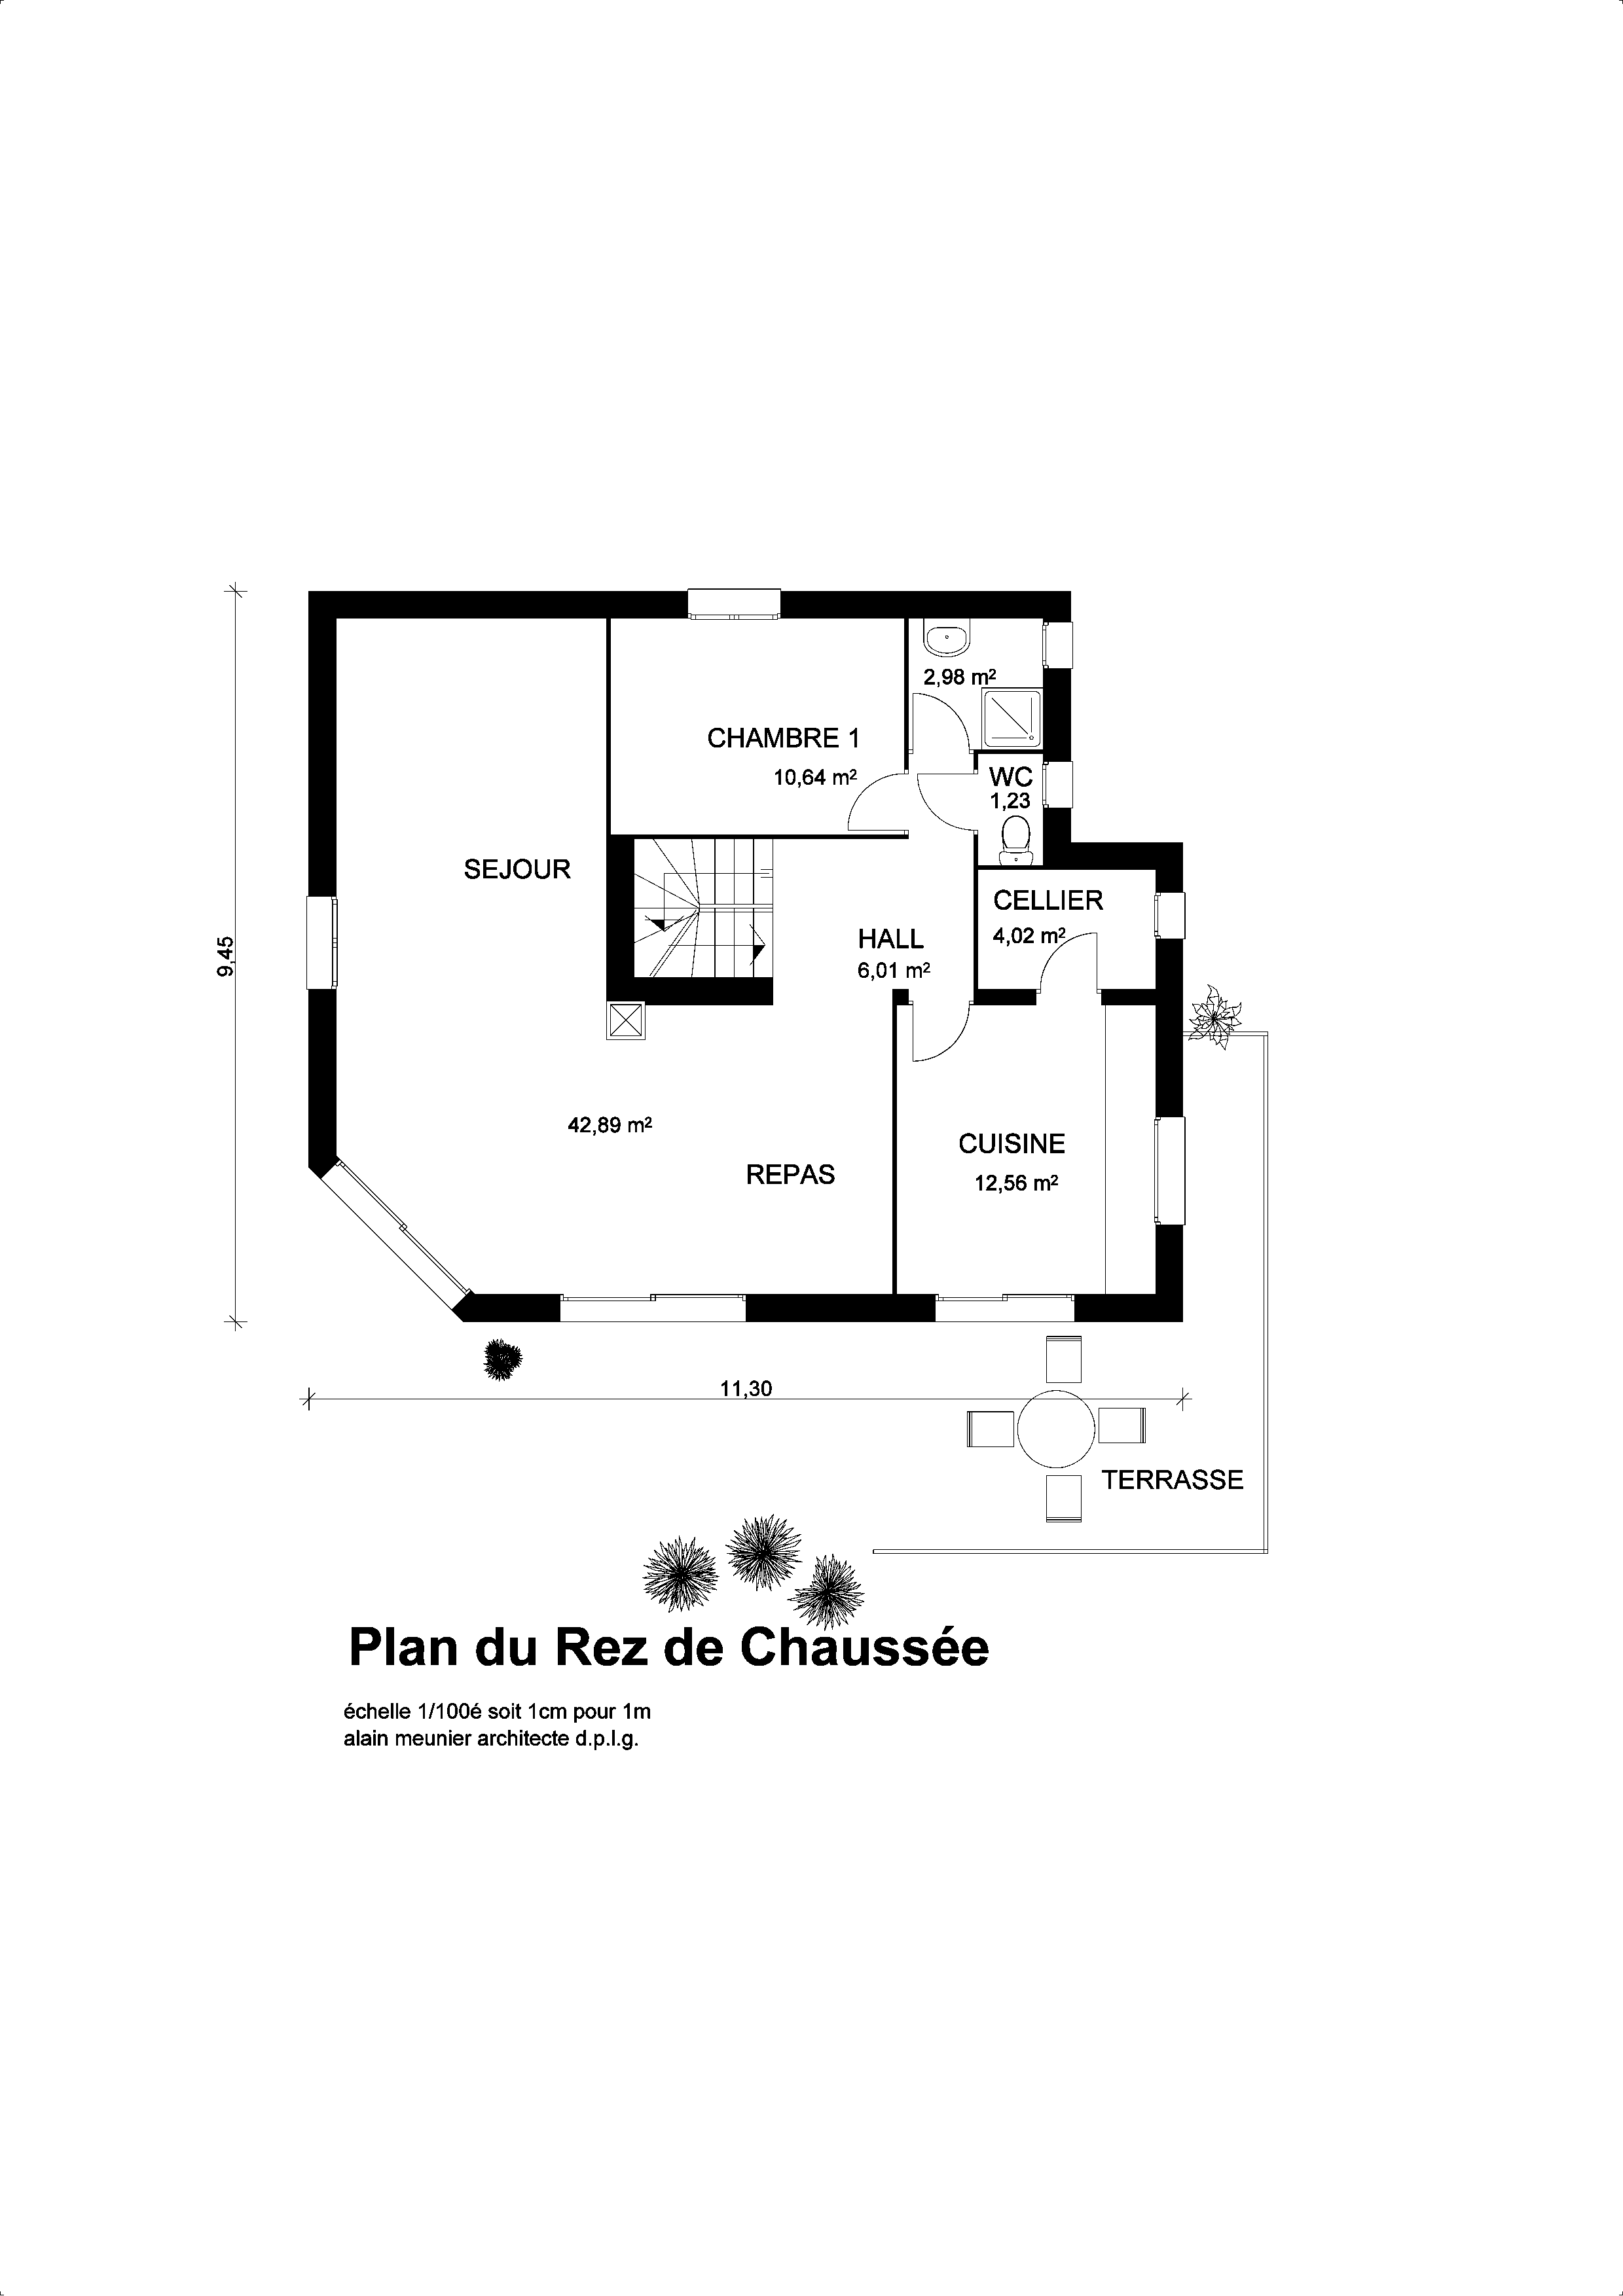 2,98 m²
CHAMBRE 1
10,64 m²
WC
1,23
SEJOUR
CELLIER
4,02 m²
HALL
6,01 m²
9,45
42,89 m²
REPAS
CUISINE
12,56 m²
11,30
TERRASSE
Plan du Rez de Chaussée
échelle 1/100é soit 1cm pour 1m
alain meunier architecte d.p.l.g.